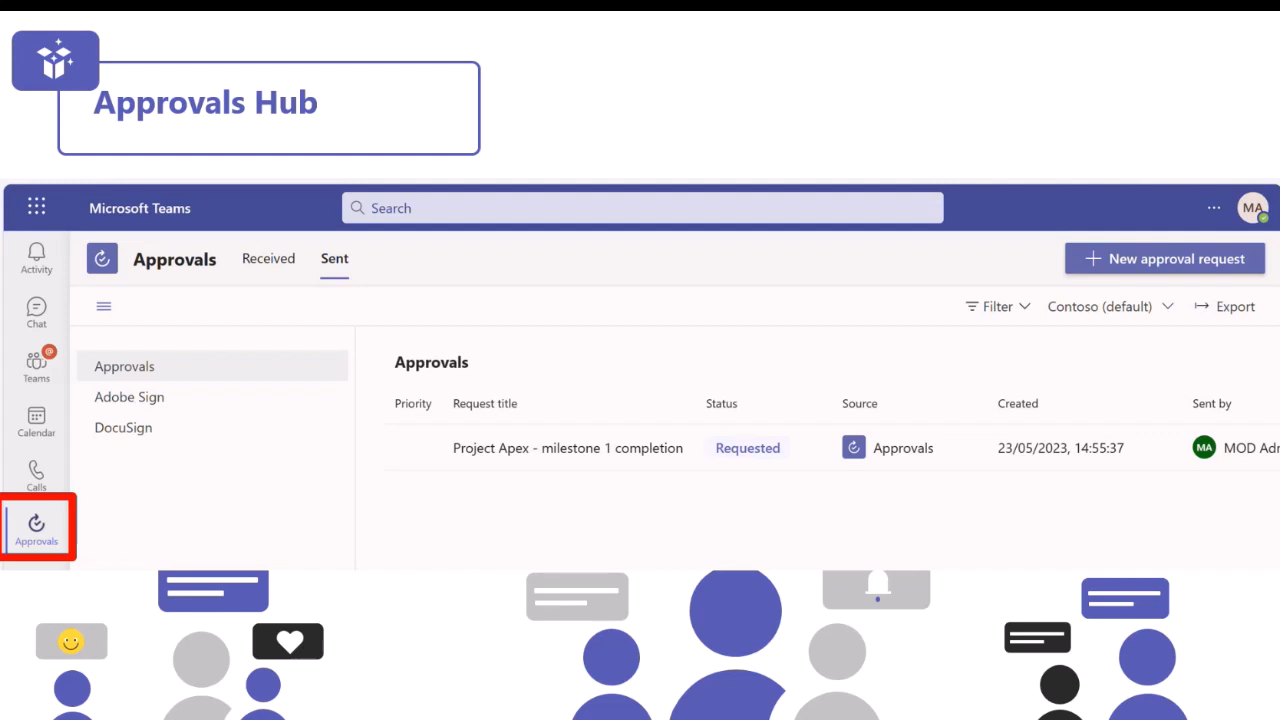 Approvals Hub
Microsoft Teams
Search
MA
Activity
Approvals
Received
Sent
New approval request
Chat
Filter
Contoso (default)
Export
Teams
Approvals
Adobe Sign
DocuSign
Approvals
Priority
Request title
Status
Source
Created
Sent by
Calendar
Project Apex - milestone 1 completion
Requested
Approvals
23/05/2023, 14:55:37
MA
MOD Adm
Calls
Approvals